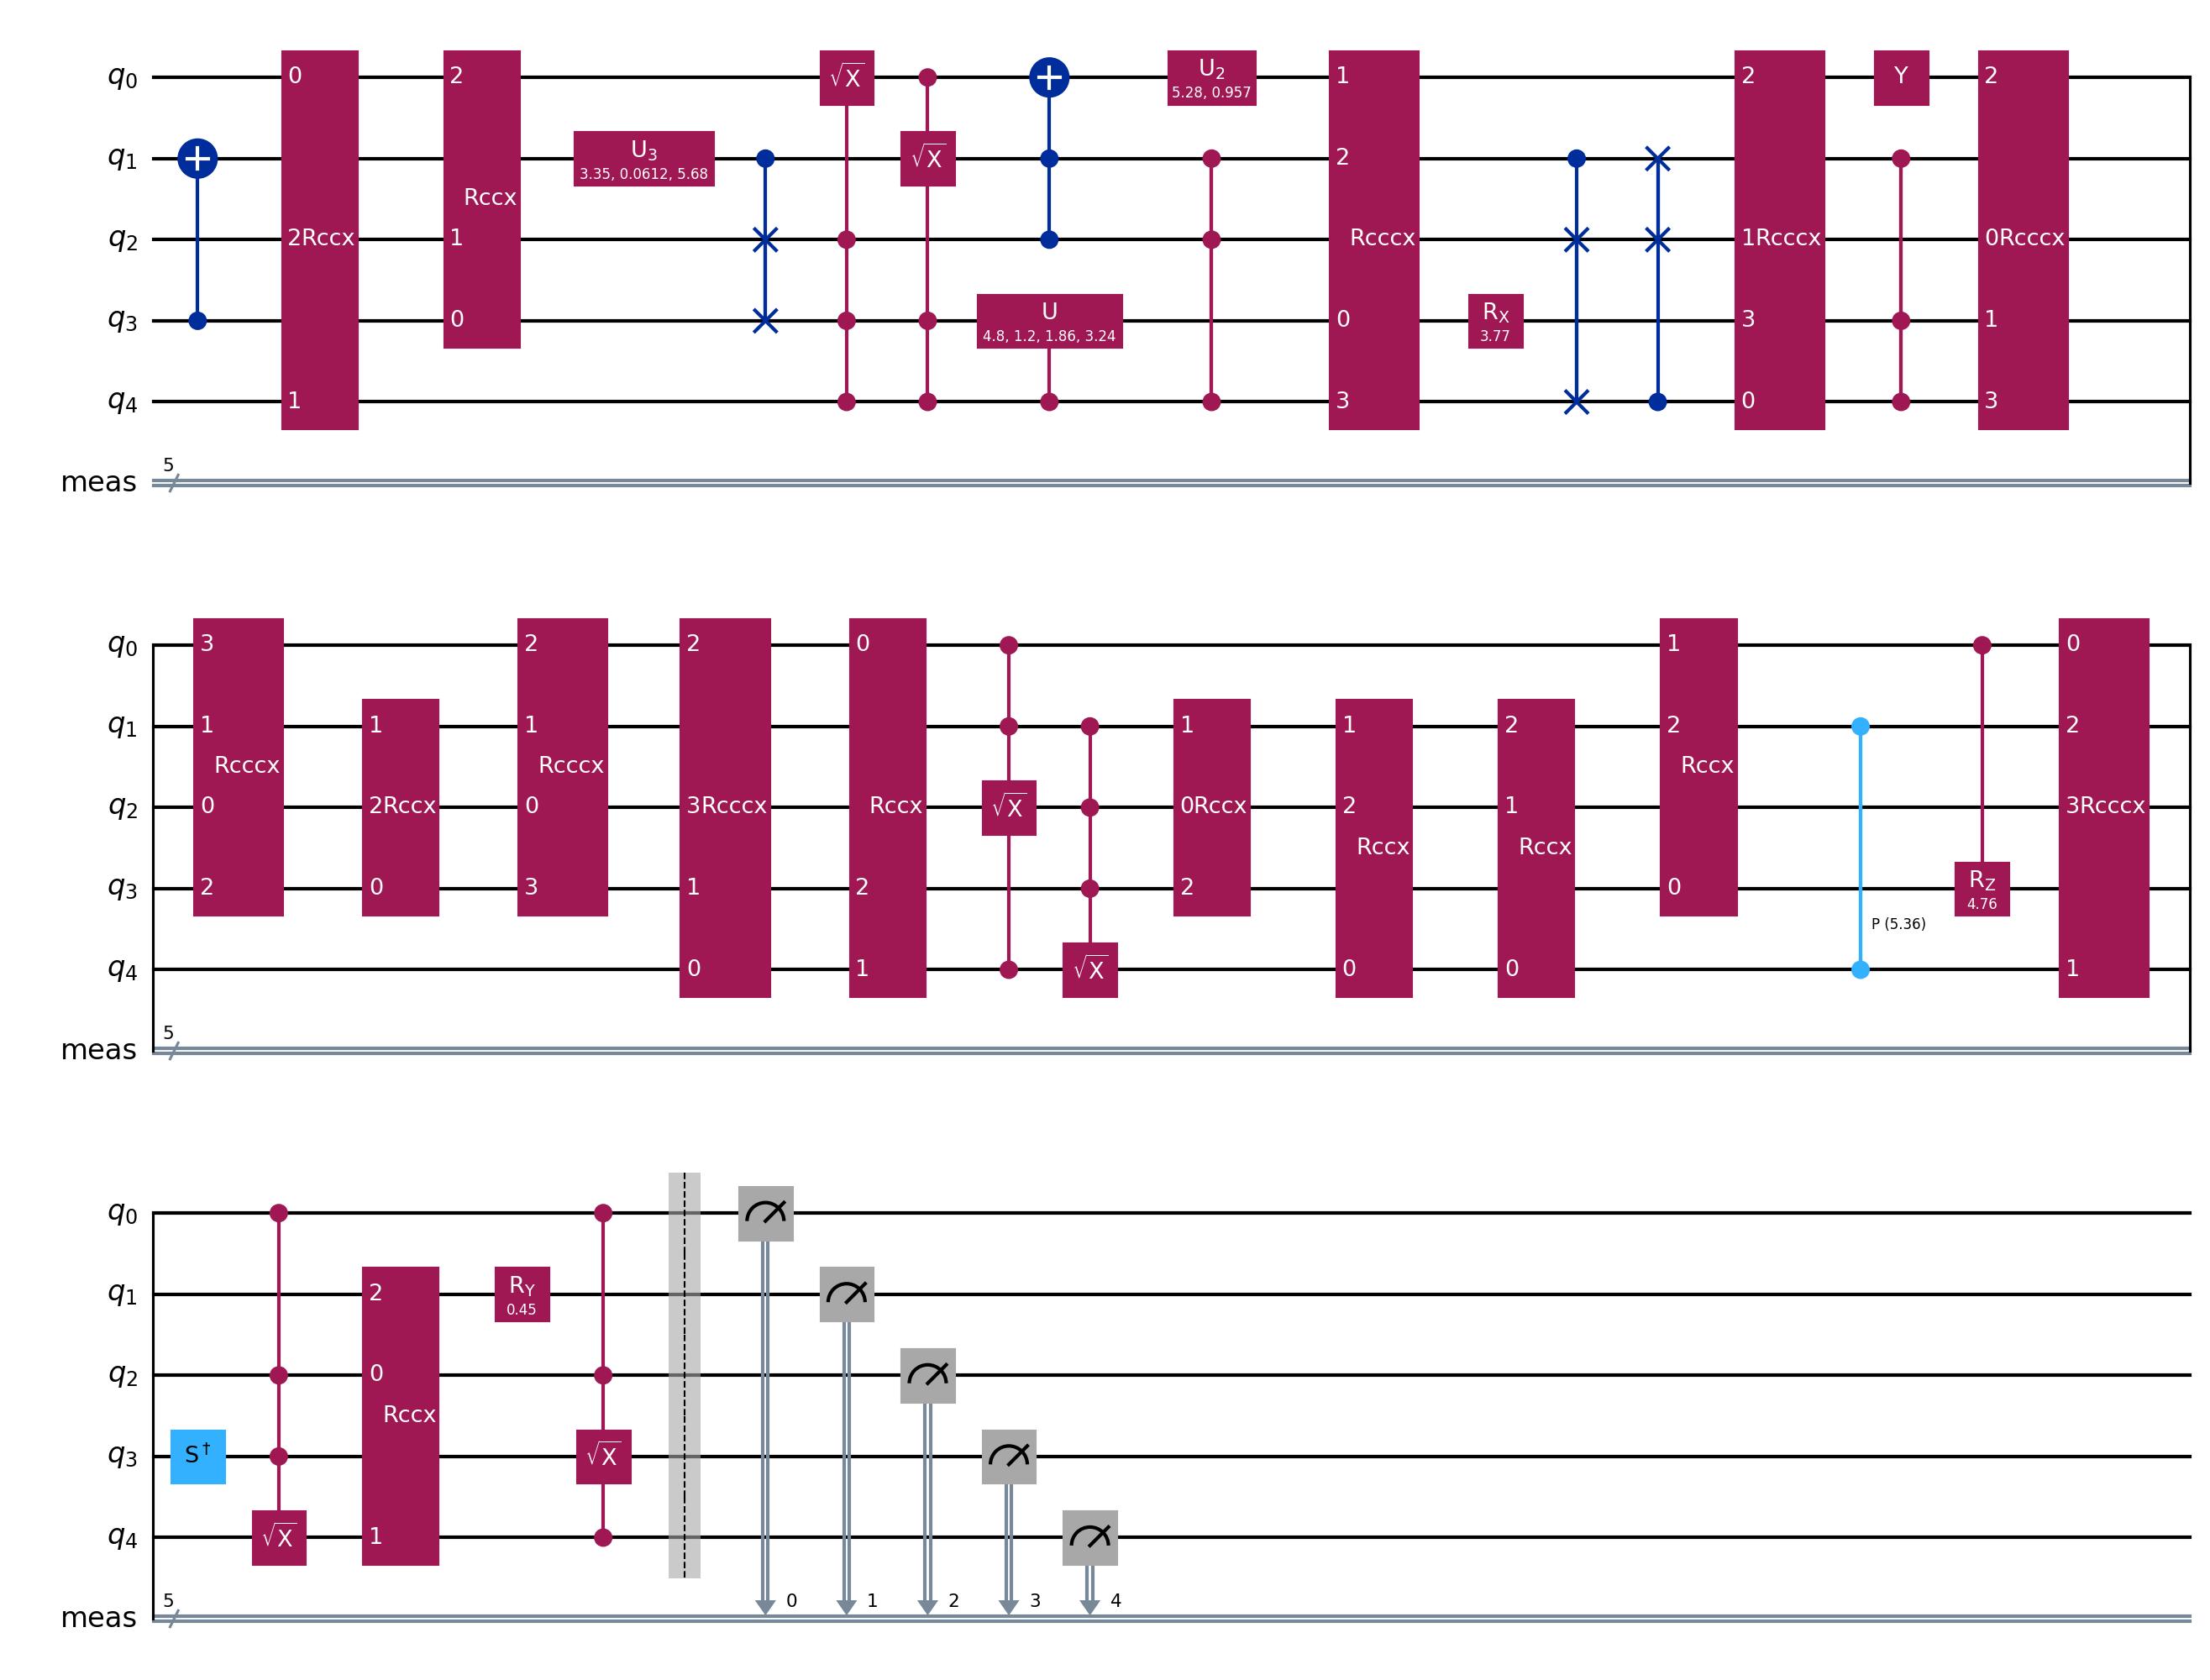 q0 0 2 √X U2 1 2 Y 2
5.28, 0.957
q1 U3 √X 2
3.35, 0.0612, 5.68
Rccx
q2 2Rccx 1 Rcccx 1Rcccx 0Rcccx
q3 0 U 0 RX 3 1
4.8, 1.2, 1.86, 3.24 3.77
q4 1 3 0 3
5
meas
q0 3 2 2 0 1 0
q1 1 1 1 1 1 2 2 2
Rcccx Rcccx Rccx
q2 0 2Rccx 0 3Rcccx Rccx √X 0Rccx 2 1 3Rcccx
Rccx Rccx
q3 2 0 3 1 2 2 0 RZ
4.76
P (5.36)
q4 0 1 √X 0 0 1
5
meas
q0
q1 2 RY
0.45
q2 0
Rccx
q3 S† √X
q4 √X 1
5 0 1 2 3 4
meas